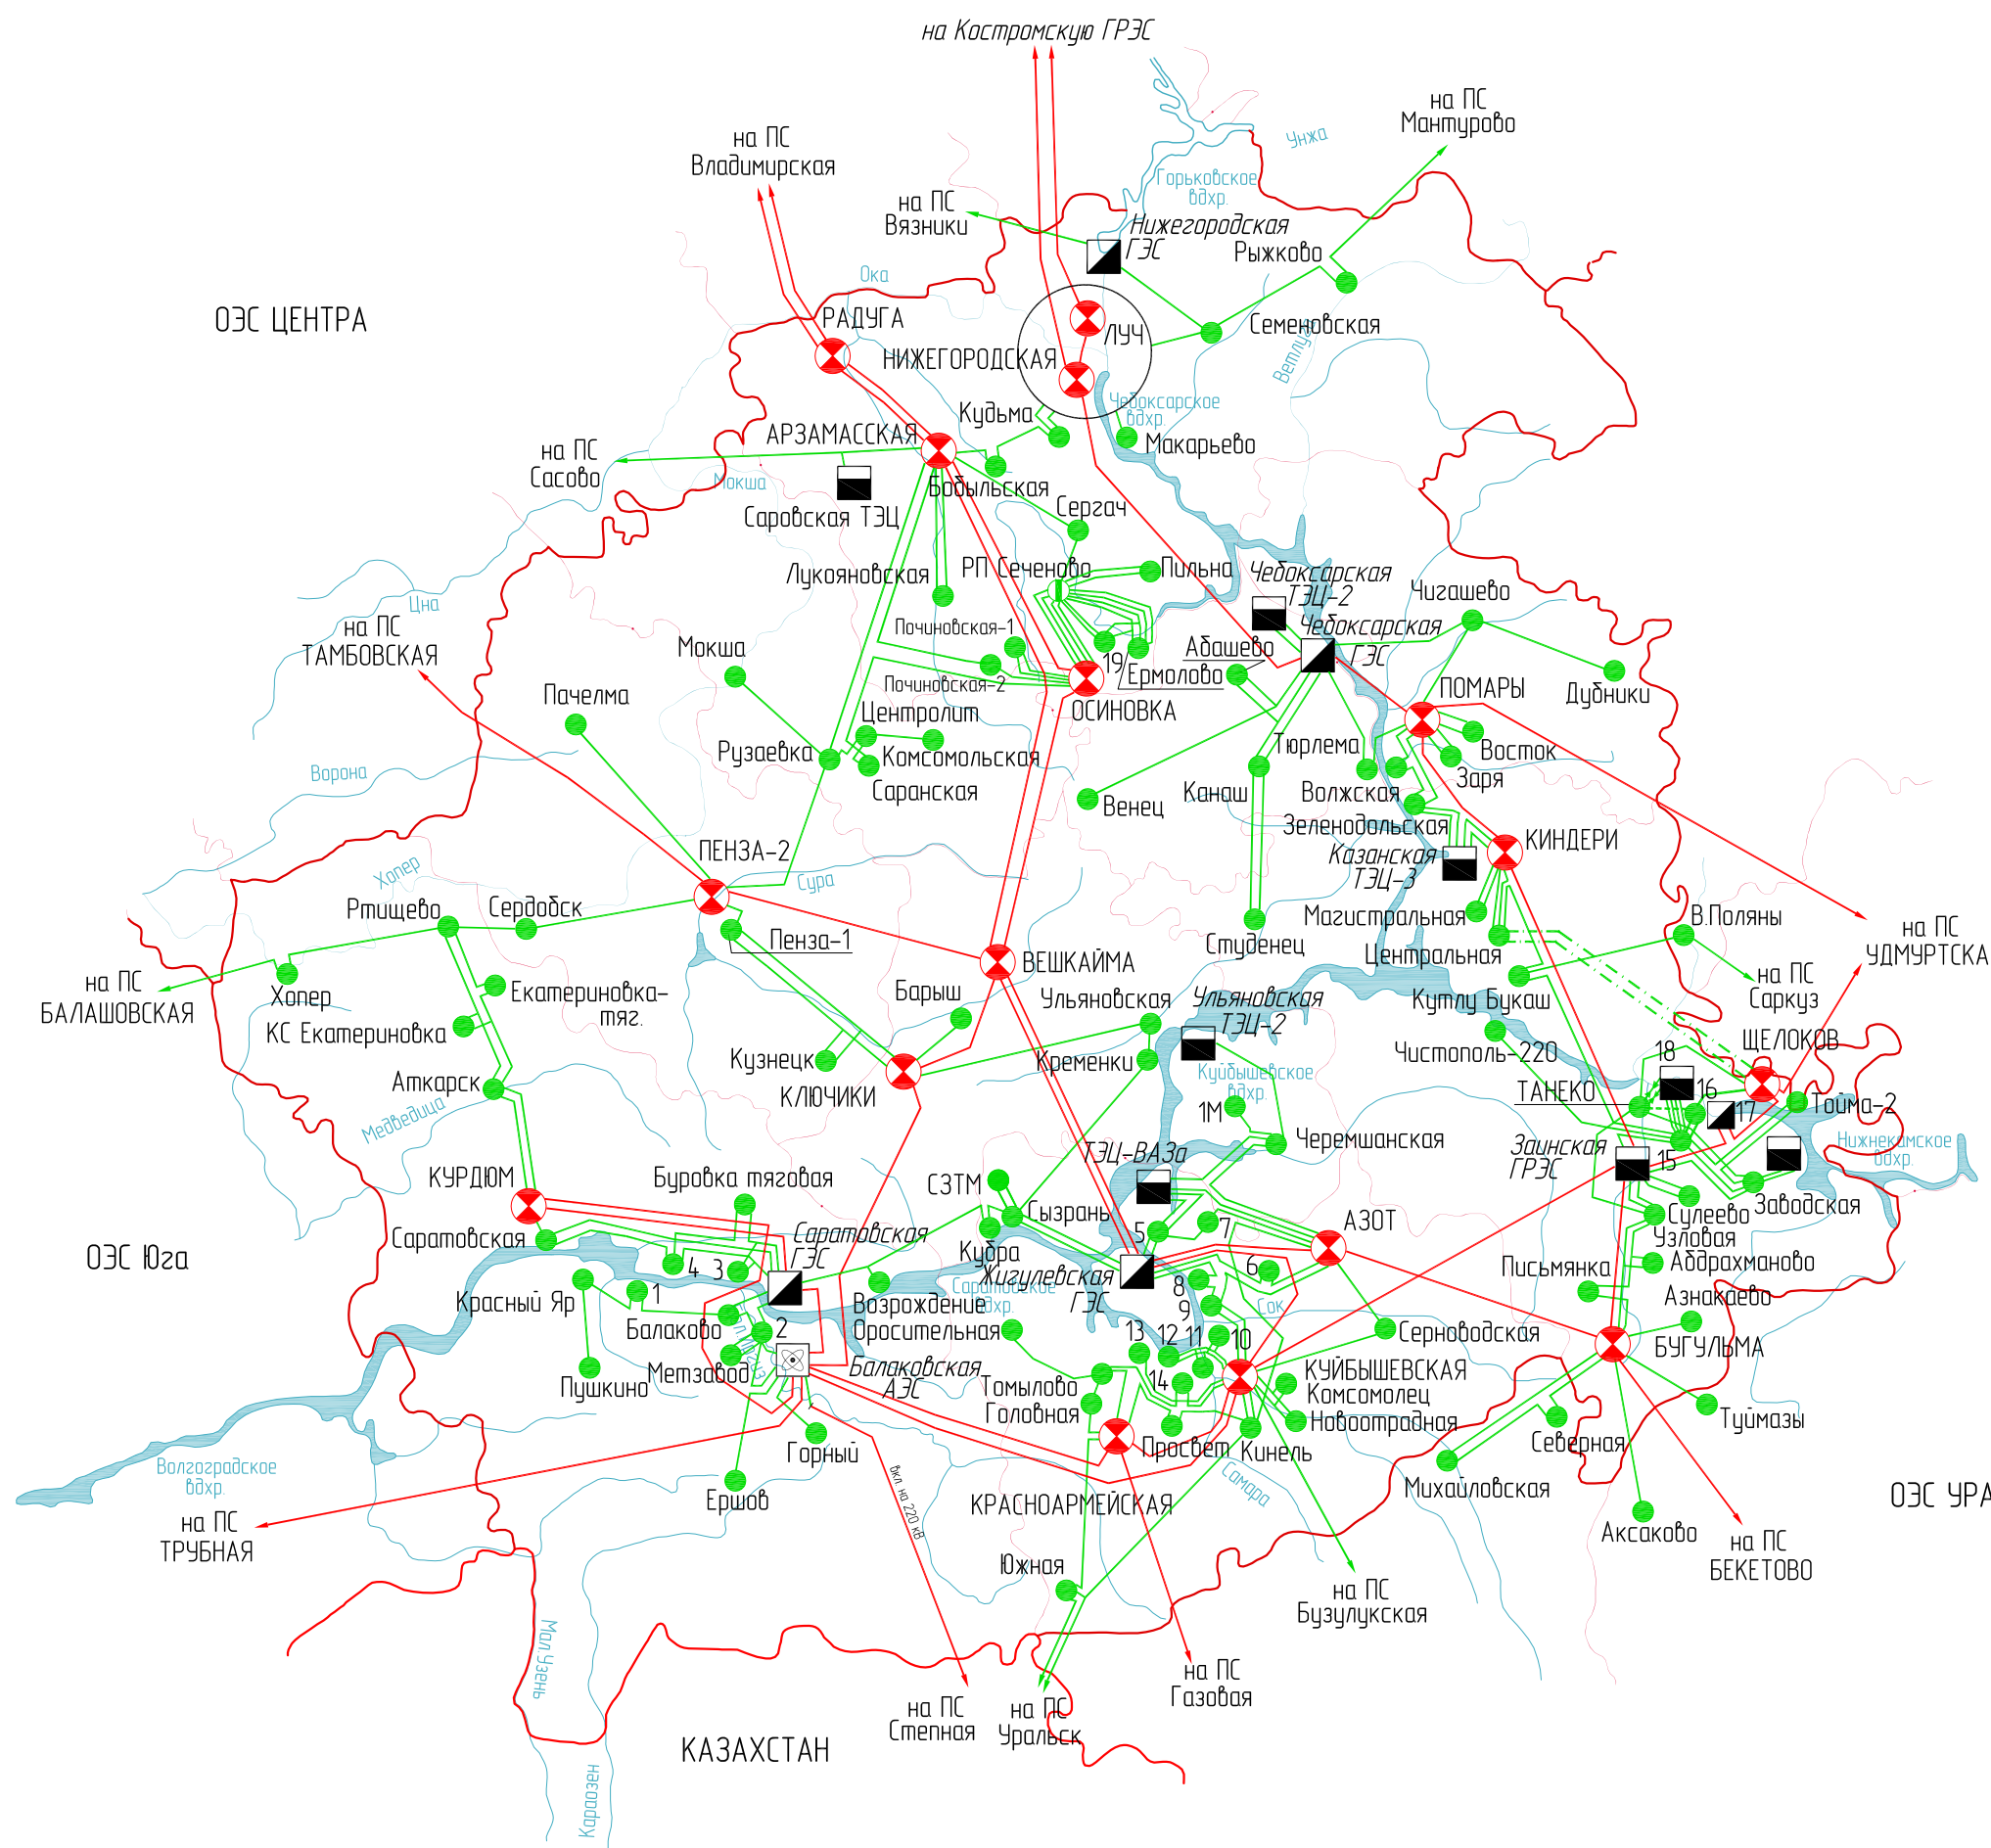 на Костромскую ГРЭС
на ПС
Мантурово
на ПС
Владимирская
Унжа
Горьковское
вдхр.
на ПС
Вязники
Нижегородская
ГЭС
Рыжково
Ока
ОЭС ЦЕНТРА
РАДУГА
ЛУЧ
Семеновская
Ветлуга
НИЖЕГОРОДСКАЯ
Кудьма
Чебоксарское
вдхр.
Макарьево
АРЗАМАССКАЯ
на ПС
Сасово
Мокша
Бобыльская
Саровская ТЭЦ
Сергач
Лукояновская
РП Сеченово
Пильна
Чебоксарская
ТЭЦ-2
Чигашево
Цна
на ПС
ТАМБОВСКАЯ
Починовская-1
Чебоксарская
ГЭС
Мокша
Абашево
19
Ермолово
Починовская-2
Дубники
Пачелма
Центролит
ОСИНОВКА
ПОМАРЫ
Рузаевка
Комсомольская
Тюрлема
Восток
Заря
Ворона
Саранская
Венец
Канаш
Волжская
Зеленодольская
ПЕНЗА-2
Казанская
ТЭЦ-3
КИНДЕРИ
Хопер
Сура
Ртищево
Сердобск
Магистральная
В.Поляны
на ПС
УДМУРТСКА
Пенза-1
Студенец
Центральная
ВЕШКАЙМА
на ПС
БАЛАШОВСКАЯ
Хопер
Екатериновка-
тяг.
Барыш
Ульяновская
Ульяновская
ТЭЦ-2
Кутлу Букаш
на ПС
Саркуз
КС Екатериновка
Кузнецк
Кременки
Чистополь-220
18
ЩЕЛОКОВ
Аткарск
КЛЮЧИКИ
Куйбышевское
вдхр.
ТАНЕКО
16
17
Тойма-2
Медведица
1М
Черемшанская
Заинская
ГРЭС
15
Нижнекамское
вдхр.
ТЭЦ-ВАЗа
КУРДЮМ
Буровка тяговая
СЗТМ
Заводская
Сулеево
Саратовская
Саратовская
ГЭС
Сызрань
5
7
АЗОТ
Узловая
ОЭС Юга
Кубра
Абдрахманово
4
3
Жигулевская
ГЭС
6
Письмянка
Красный Яр
1
Саратовское
вдхр.
8
9
Сок
Азнакаево
Возрождение
Балаково
2
Оросительная
13
12
11
10
Серноводская
БУГУЛЬМА
Метзавод
Пушкино
Балаковская
АЭС
Томылово
14
КУЙБЫШЕВСКАЯ
Комсомолец
Головная
Новоотрадная
Туймазы
Горный
Просвет
Кинель
Северная
Волгоградское
вдхр.
Ершов
вкл на 220 кВ
КРАСНОАРМЕЙСКАЯ
Самара
Михайловская
ОЭС УРА
на ПС
ТРУБНАЯ
Аксаково
на ПС
БЕКЕТОВО
Южная
на ПС
Бузулукская
Мал.Узень
на ПС
Газовая
на ПС
Степная
на ПС
Уральск
КАЗАХСТАН
Караозен